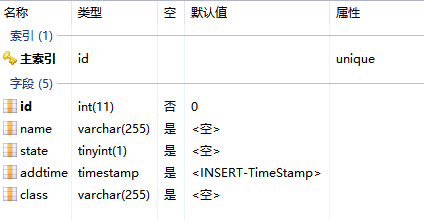 名称 类型 空 默认值 属性
索引 (1)
主索引 id unique
字段 (5)
id int(11) 否 0
name varchar(255) 是 <空>
state tinyint(1) 是 <空>
addtime timestamp 是 <INSERT-TimeStamp>
class varchar(255) 是 <空>